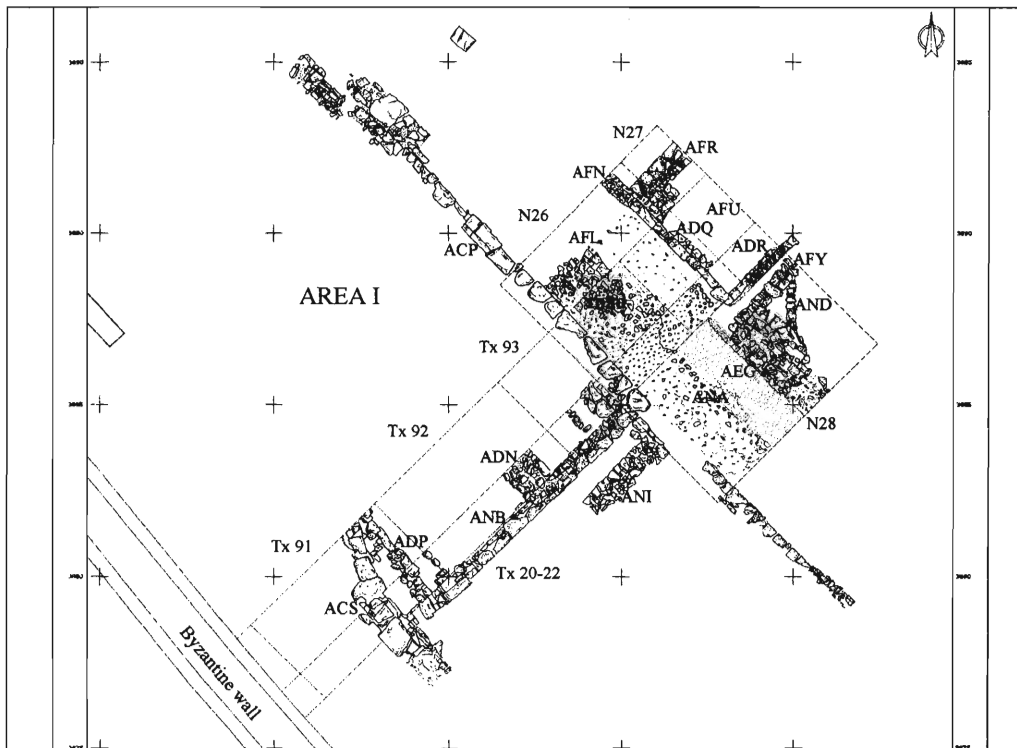 N27
AFR
AFN
AFU
N26
ADQ
AFL
ADR
ACP
AFY
AREA I
AND
Tx 93
AEG
ANA
Tx 92
N28
ADN
ANI
ANB
Tx 91
ADP
Tx 20-22
ACS
Byzantine wall